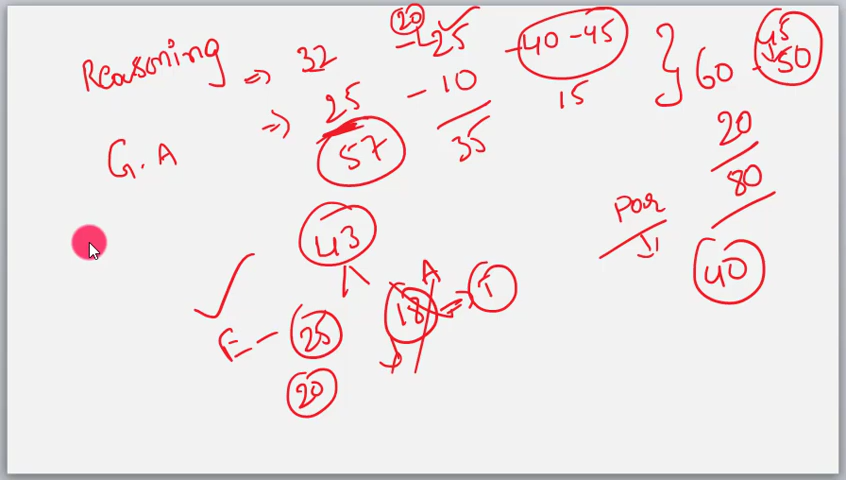 Reasoning ⇒ 32 - 25 - 40 - 45 } 60 - 45
20
50
G.A ⇒ 25 - 10 15
57 35
20
80
Par
40
43
A
E - 25 18 ⇒ 1
20